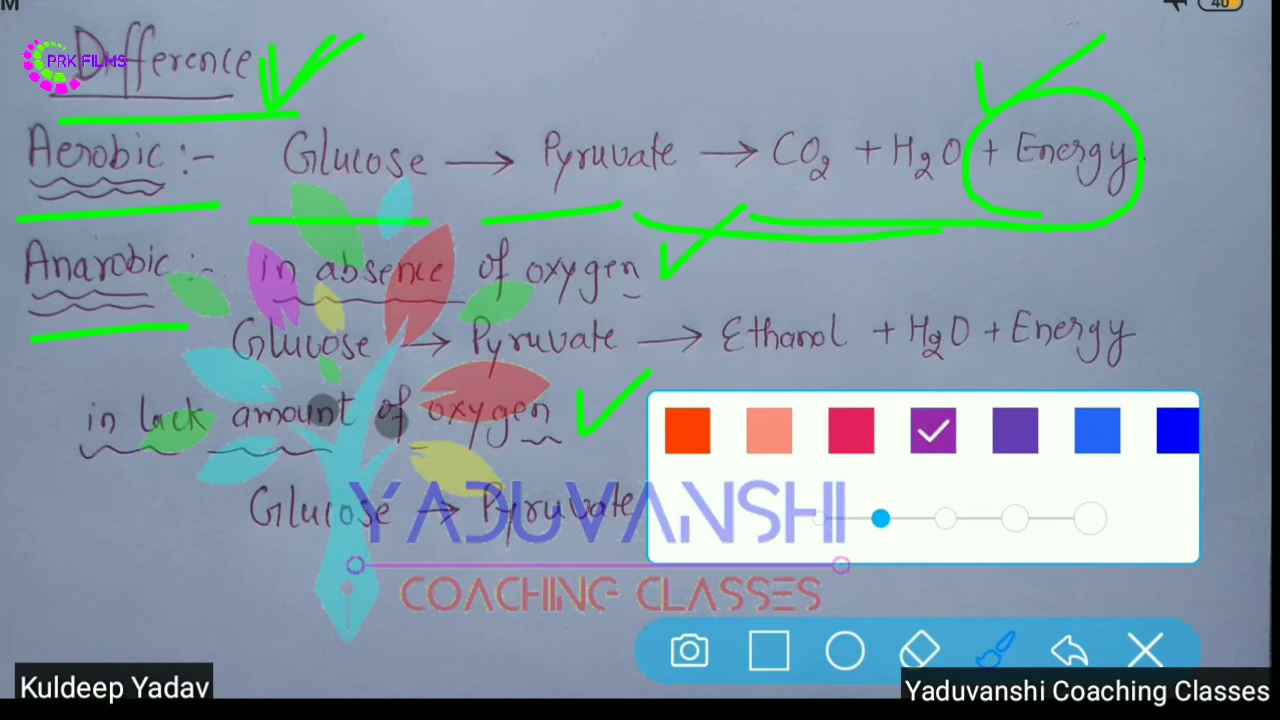 M
40
PRK FILMS
Difference
Aerobic :- Glucose → Pyruvate → CO2 + H2O + Energy
Anarobic :- in absence of oxygen
Glucose → Pyruvate → Ethanol + H2O + Energy
in lack amount of oxygen
Glucose → Pyruvate
YADUVANSHI
COACHING CLASSES
Kuldeep Yadav
Yaduvanshi Coaching Classes